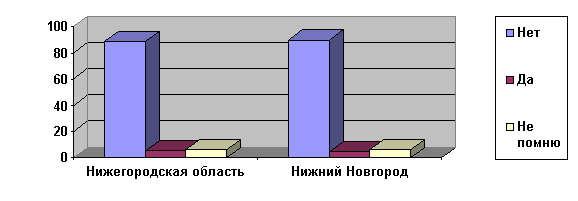 100
80
60
40
20
0
Нижегородская область
Нижний Новгород
Нет
Да
Не
помню